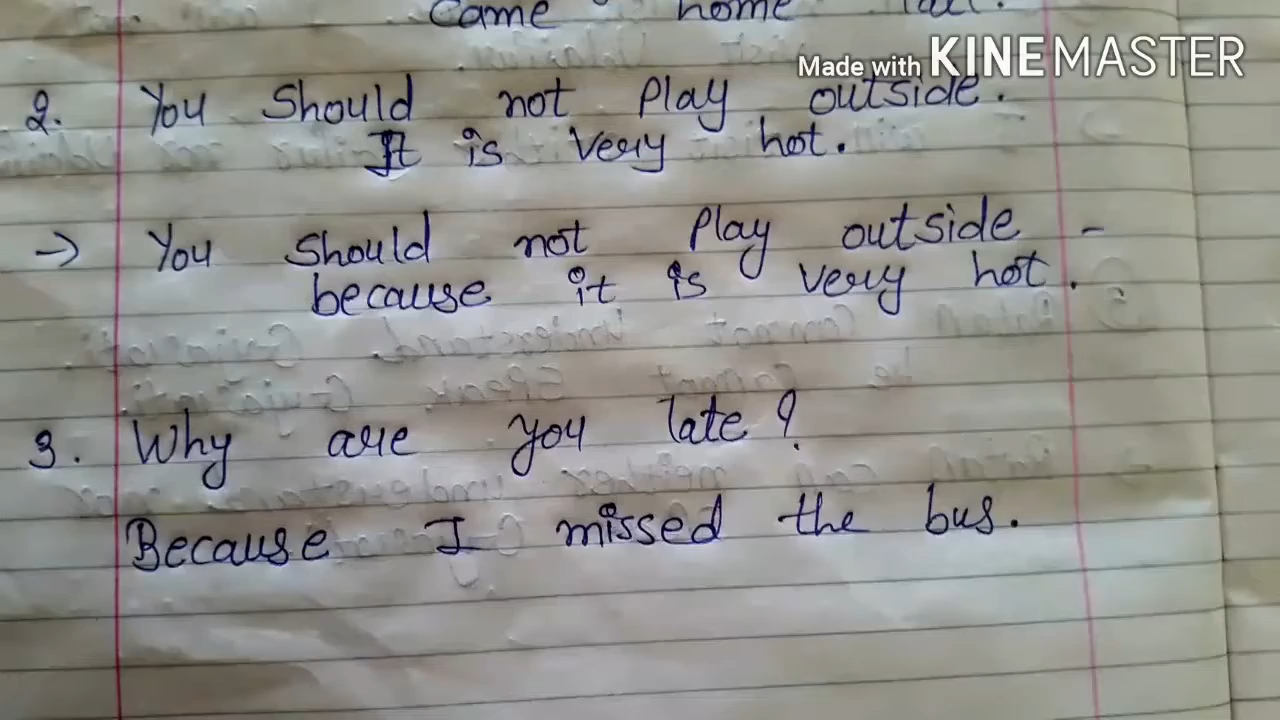 Came home
Made with KINEMASTER
2. You Should not Play outside.
It is Very hot.
→ You Should not Play outside -
because it is very hot.
3. Why are you late?
Because I missed the bus.